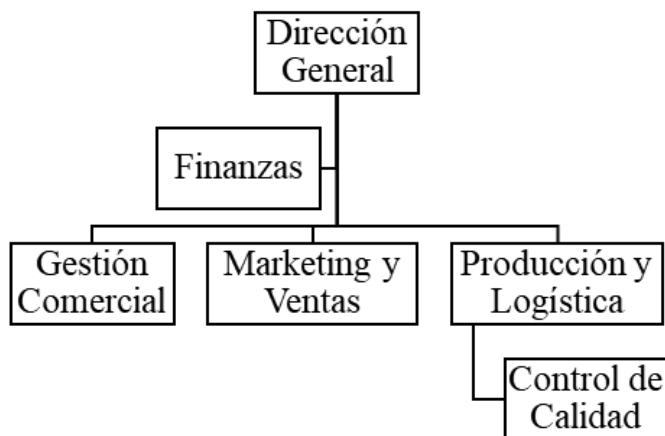 Dirección
General
Finanzas
Gestión
Comercial
Marketing y
Ventas
Producción y
Logística
Control de
Calidad